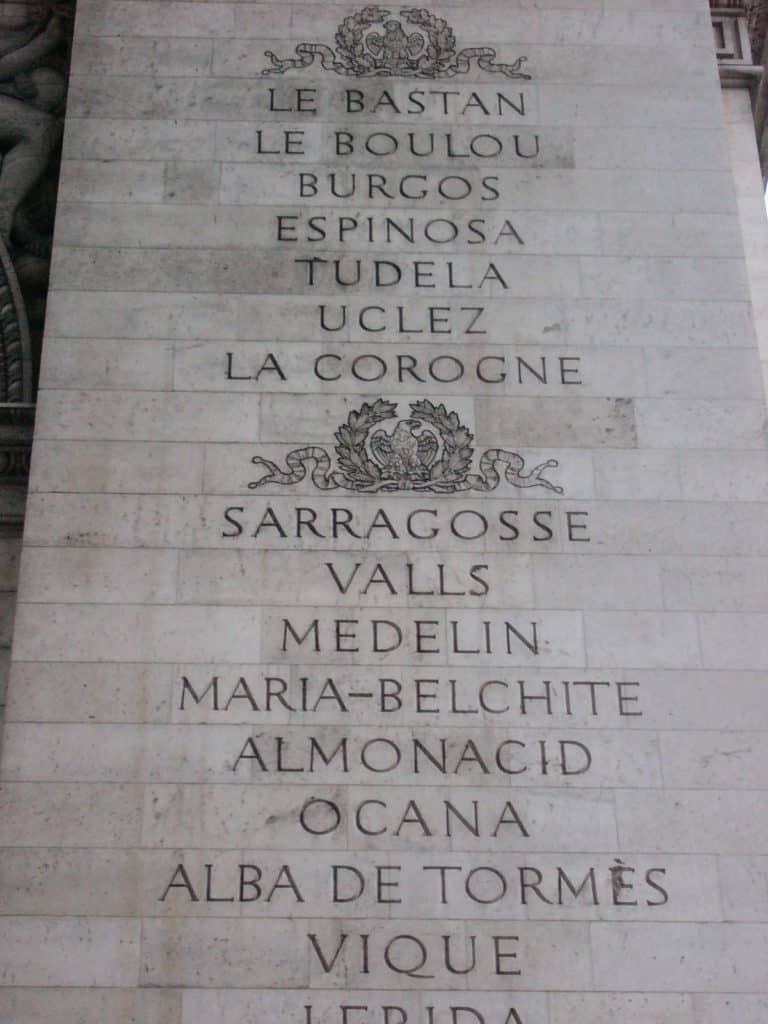 LE BASTAN
LE BOULOU
BURGOS
ESPINOSA
TUDELA
UCLEZ
LA COROGNE
SARRAGOSSE
VALLS
MEDELIN
MARIA-BELCHITE
ALMONACID
OCANA
ALBA DE TORMÈS
VIQUE
LERIDA